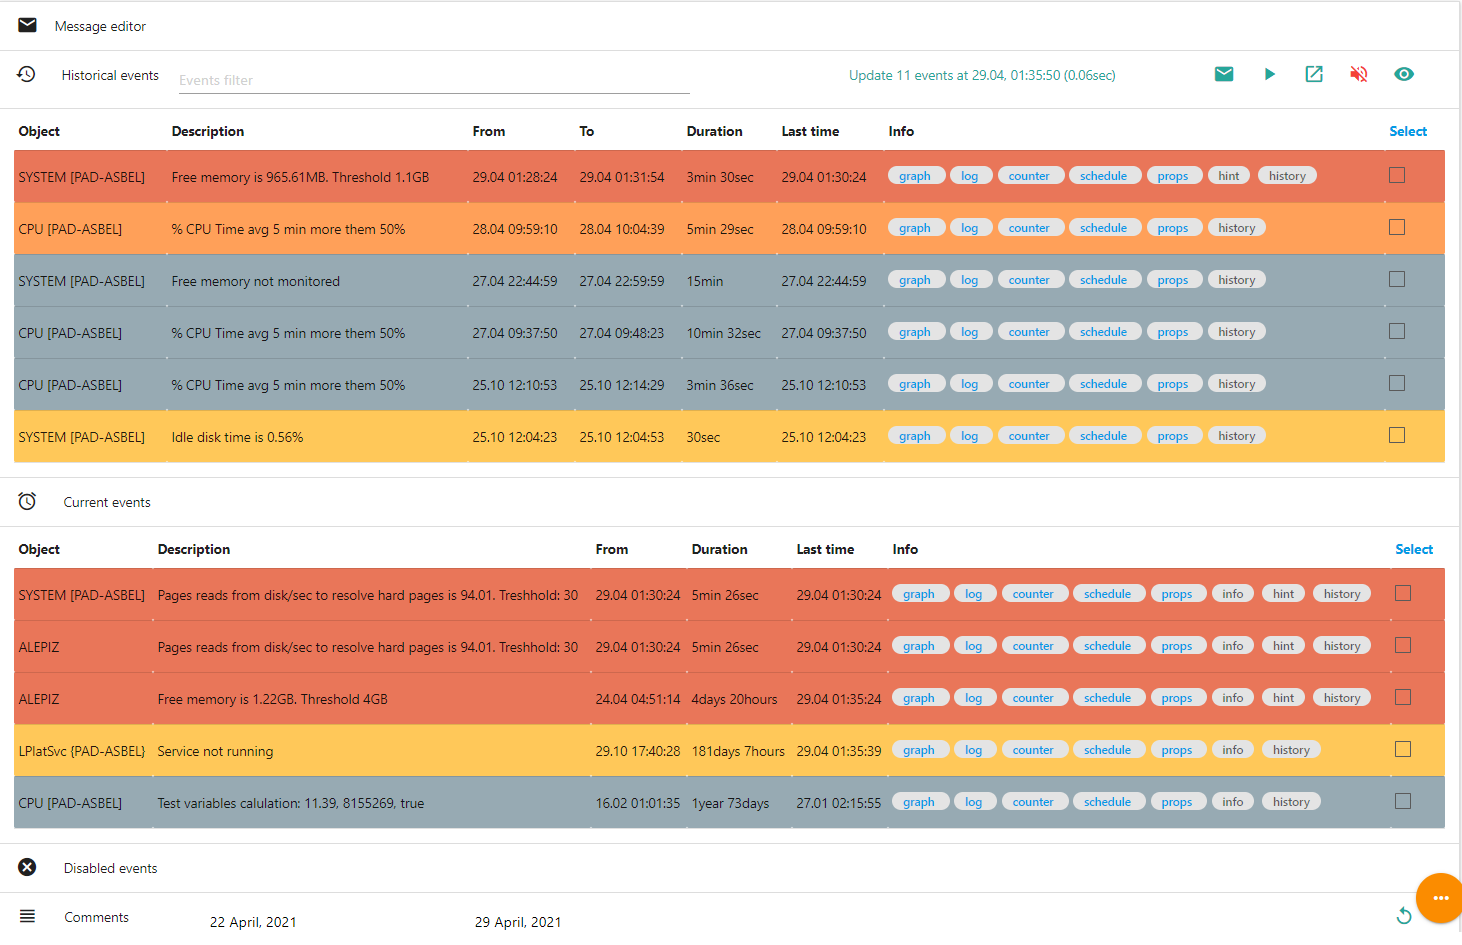 Message editor
Historical events Events filter Update 11 events at 29.04, 01:35:50 (0.06sec)
Object Description From To Duration Last time Info Select
SYSTEM [PAD-ASBEL] Free memory is 965.61MB. Threshold 1.1GB 29.04 01:28:24 29.04 01:31:54 3min 30sec 29.04 01:30:24 graph log counter schedule props hint history
CPU [PAD-ASBEL] % CPU Time avg 5 min more them 50% 28.04 09:59:10 28.04 10:04:39 5min 29sec 28.04 09:59:10 graph log counter schedule props history
SYSTEM [PAD-ASBEL] Free memory not monitored 27.04 22:44:59 27.04 22:59:59 15min 27.04 22:44:59 graph log counter schedule props history
CPU [PAD-ASBEL] % CPU Time avg 5 min more them 50% 27.04 09:37:50 27.04 09:48:23 10min 32sec 27.04 09:37:50 graph log counter schedule props history
CPU [PAD-ASBEL] % CPU Time avg 5 min more them 50% 25.10 12:10:53 25.10 12:14:29 3min 36sec 25.10 12:10:53 graph log counter schedule props history
SYSTEM [PAD-ASBEL] Idle disk time is 0.56% 25.10 12:04:23 25.10 12:04:53 30sec 25.10 12:04:23 graph log counter schedule props history
Current events
Object Description From Duration Last time Info Select
SYSTEM [PAD-ASBEL] Pages reads from disk/sec to resolve hard pages is 94.01. Treshhold: 30 29.04 01:30:24 5min 26sec 29.04 01:30:24 graph log counter schedule props info hint history
ALEPIZ Pages reads from disk/sec to resolve hard pages is 94.01. Treshhold: 30 29.04 01:30:24 5min 26sec 29.04 01:30:24 graph log counter schedule props info hint history
ALEPIZ Free memory is 1.22GB. Threshold 4GB 24.04 04:51:14 4days 20hours 29.04 01:35:24 graph log counter schedule props info hint history
LPlatSvc {PAD-ASBEL} Service not running 29.10 17:40:28 181days 7hours 29.04 01:35:39 graph log counter schedule props info history
CPU [PAD-ASBEL] Test variables calulation: 11.39, 8155269, true 16.02 01:01:35 1year 73days 27.01 02:15:55 graph log counter schedule props info history
Disabled events
Comments 22 April, 2021 29 April, 2021